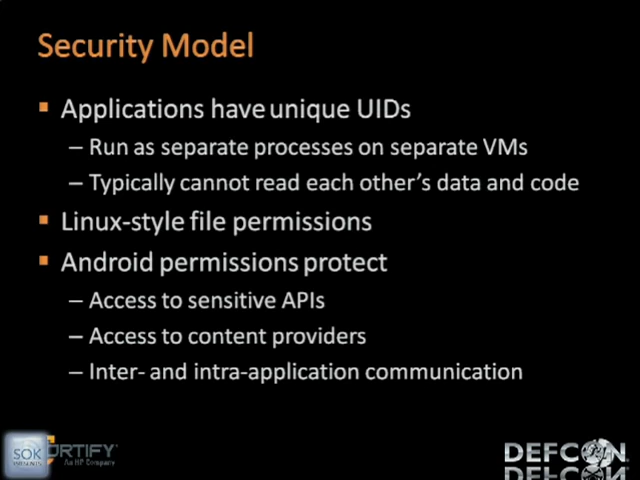 Security Model
Applications have unique UIDs
– Run as separate processes on separate VMs
– Typically cannot read each other's data and code
Linux-style file permissions
Android permissions protect
– Access to sensitive APIs
– Access to content providers
– Inter- and intra-application communication
SOK
ORTIFY
An HP Company
DEFCON